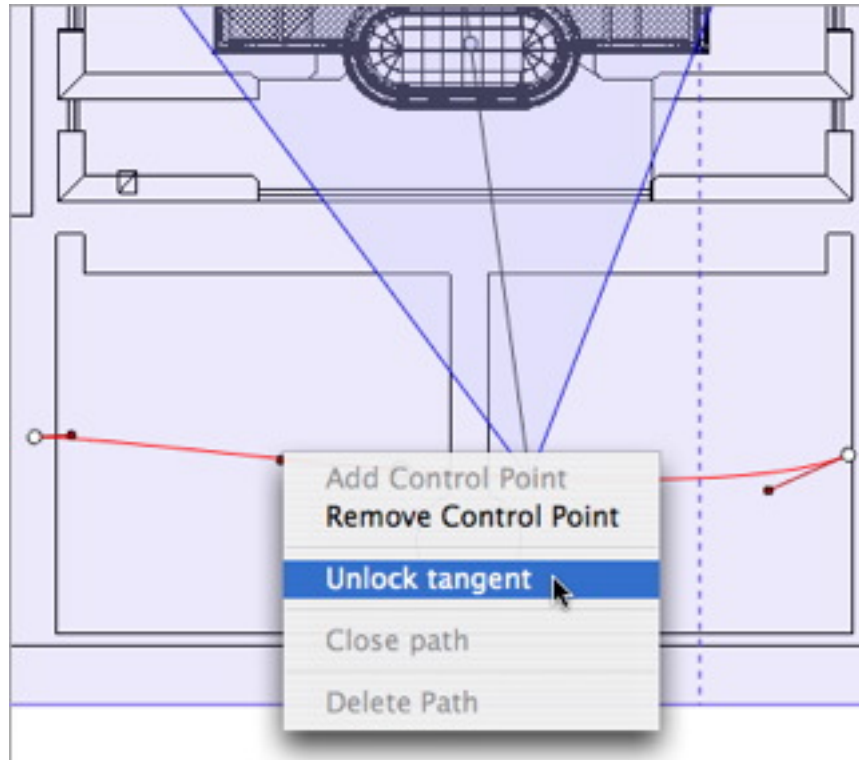 Add Control Point
Remove Control Point
Unlock tangent
Close path
Delete Path